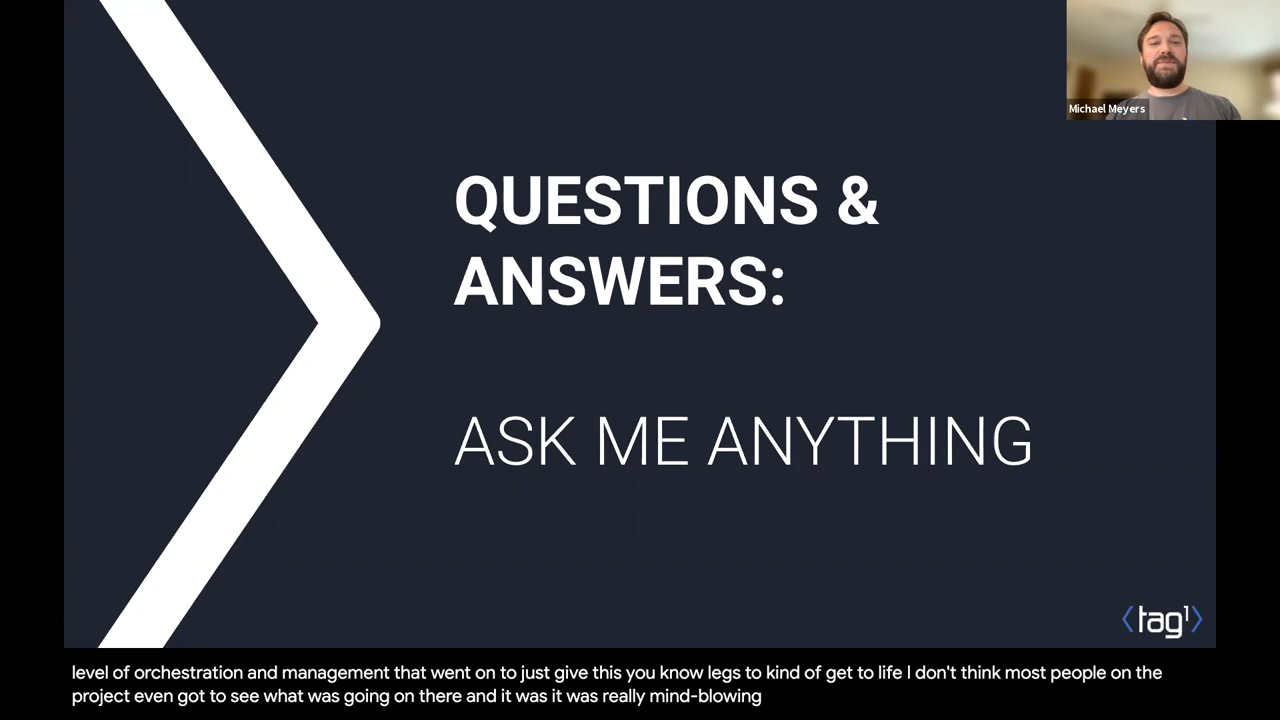 Michael Meyers
QUESTIONS &
ANSWERS:
ASK ME ANYTHING
<tag1>
level of orchestration and management that went on to just give this you know legs to kind of get to life I don't think most people on the
project even got to see what was going on there and it was it was really mind-blowing